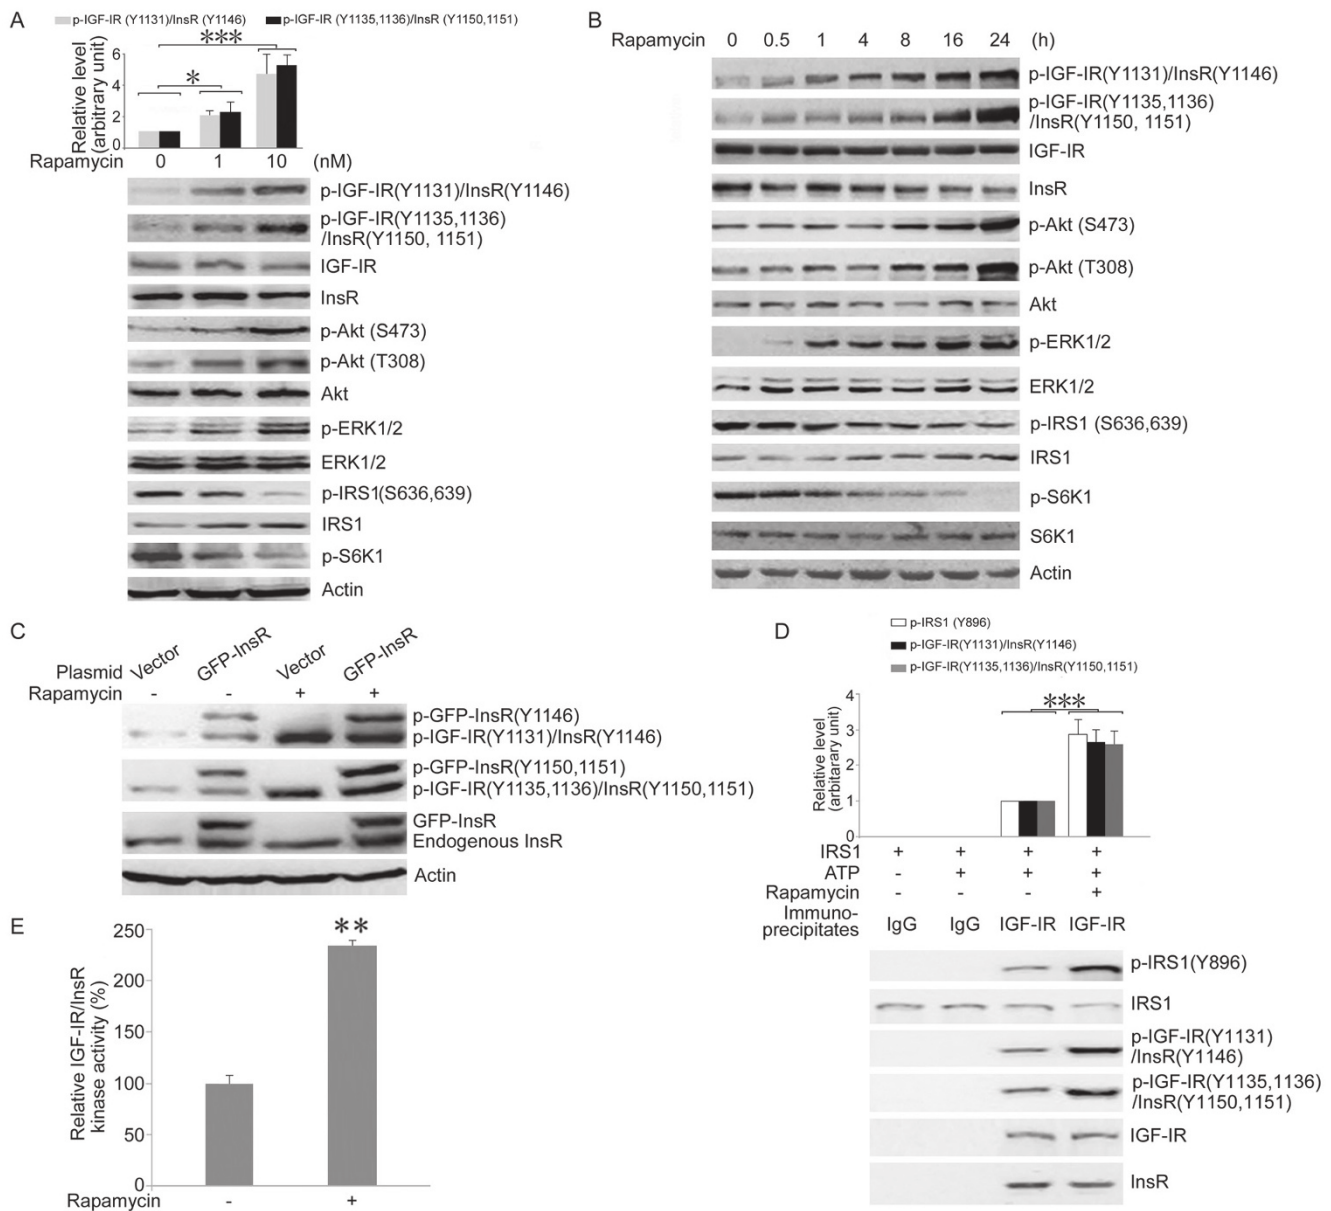 A
p-IGF-IR (Y1131)/InsR (Y1146)
p-IGF-IR (Y1135,1136)/InsR (Y1150,1151)
Relative level
(arbitrary unit)
6
4
2
0
***
*
Rapamycin 0 1 10 (nM)
p-IGF-IR(Y1131)/InsR(Y1146)
p-IGF-IR(Y1135,1136)
/InsR(Y1150, 1151)
IGF-IR
InsR
p-Akt (S473)
p-Akt (T308)
Akt
p-ERK1/2
ERK1/2
p-IRS1(S636,639)
IRS1
p-S6K1
Actin
B
Rapamycin 0 0.5 1 4 8 16 24 (h)
p-IGF-IR(Y1131)/InsR(Y1146)
p-IGF-IR(Y1135,1136)
/InsR(Y1150, 1151)
IGF-IR
InsR
p-Akt (S473)
p-Akt (T308)
Akt
p-ERK1/2
ERK1/2
p-IRS1 (S636,639)
IRS1
p-S6K1
S6K1
Actin
C
Plasmid Vector GFP-InsR Vector GFP-InsR
Rapamycin - - + +
p-GFP-InsR(Y1146)
p-IGF-IR(Y1131)/InsR(Y1146)
p-GFP-InsR(Y1150,1151)
p-IGF-IR(Y1135,1136)/InsR(Y1150,1151)
GFP-InsR
Endogenous InsR
Actin
D
p-IRS1 (Y896)
p-IGF-IR(Y1131)/InsR(Y1146)
p-IGF-IR(Y1135,1136)/InsR(Y1150,1151)
Relative level
(arbitarary unit)
4
3
2
1
0
***
IRS1 + + + +
ATP - + + +
Rapamycin - - - +
Immuno-
precipitates IgG IgG IGF-IR IGF-IR
p-IRS1(Y896)
IRS1
p-IGF-IR(Y1131)
/InsR(Y1146)
p-IGF-IR(Y1135,1136)
/InsR(Y1150,1151)
IGF-IR
InsR
E
Relative IGF-IR/InsR
kinase activity (%)
250
200
150
100
50
0
**
Rapamycin - +